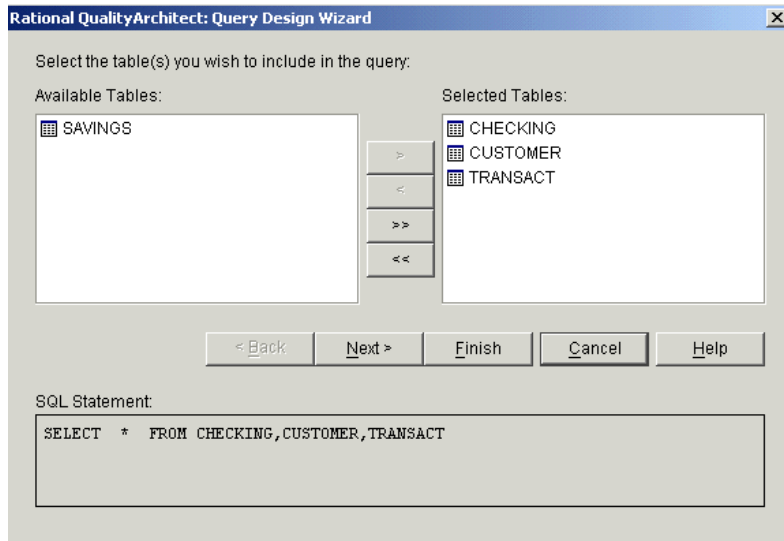 Rational QualityArchitect: Query Design Wizard
Select the table(s) you wish to include in the query:
Available Tables:
Selected Tables:
SAVINGS
CHECKING
CUSTOMER
TRANSACT
>
<
>>
<<
< Back
Next >
Finish
Cancel
Help
SQL Statement:
SELECT * FROM CHECKING,CUSTOMER,TRANSACT